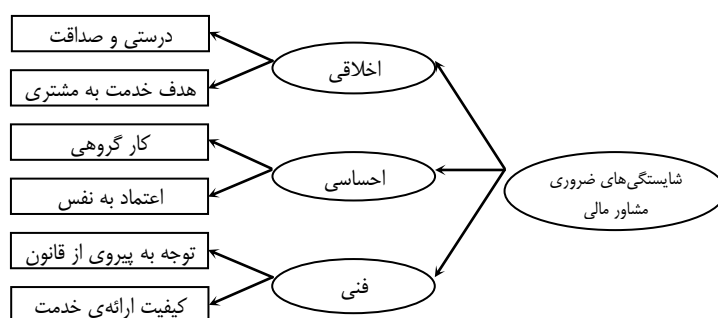 شایستگی‌های ضروری
مشاور مالی
اخلاقی
درستی و صداقت
هدف خدمت به مشتری
احساسی
کار گروهی
اعتماد به نفس
فنی
توجه به پیروی از قانون
کیفیت ارائه‌ی خدمت